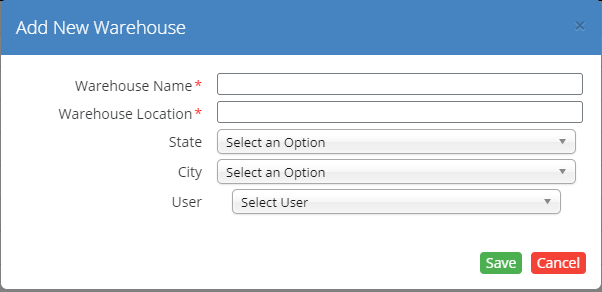 Add New Warehouse ×
Warehouse Name*
Warehouse Location*
State Select an Option
City Select an Option
User Select User
Save Cancel